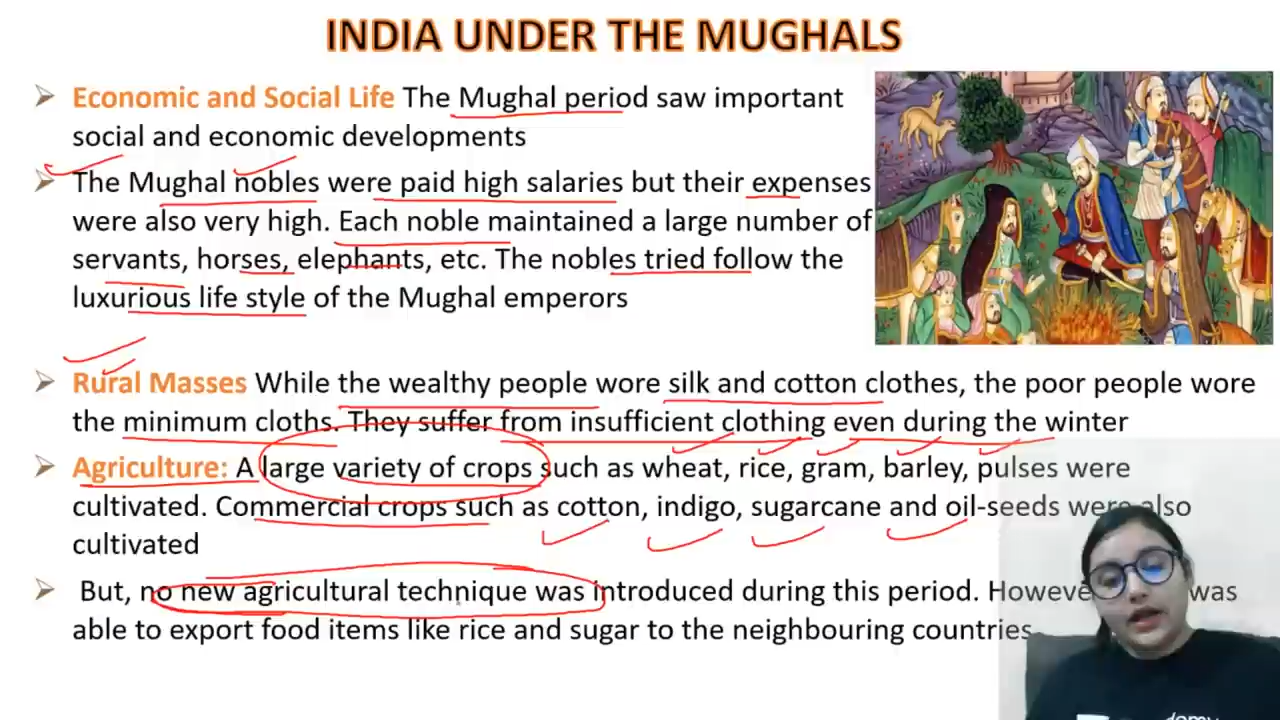 INDIA UNDER THE MUGHALS
Economic and Social Life The Mughal period saw important
social and economic developments
The Mughal nobles were paid high salaries but their expenses
were also very high. Each noble maintained a large number of
servants, horses, elephants, etc. The nobles tried follow the
luxurious life style of the Mughal emperors
Rural Masses While the wealthy people wore silk and cotton clothes, the poor people wore
the minimum cloths. They suffer from insufficient clothing even during the winter
Agriculture: A large variety of crops such as wheat, rice, gram, barley, pulses were
cultivated. Commercial crops such as cotton, indigo, sugarcane and oil-seeds were also
cultivated
But, no new agricultural technique was introduced during this period. was
able to export food items like rice and sugar to the neighbouring countries.